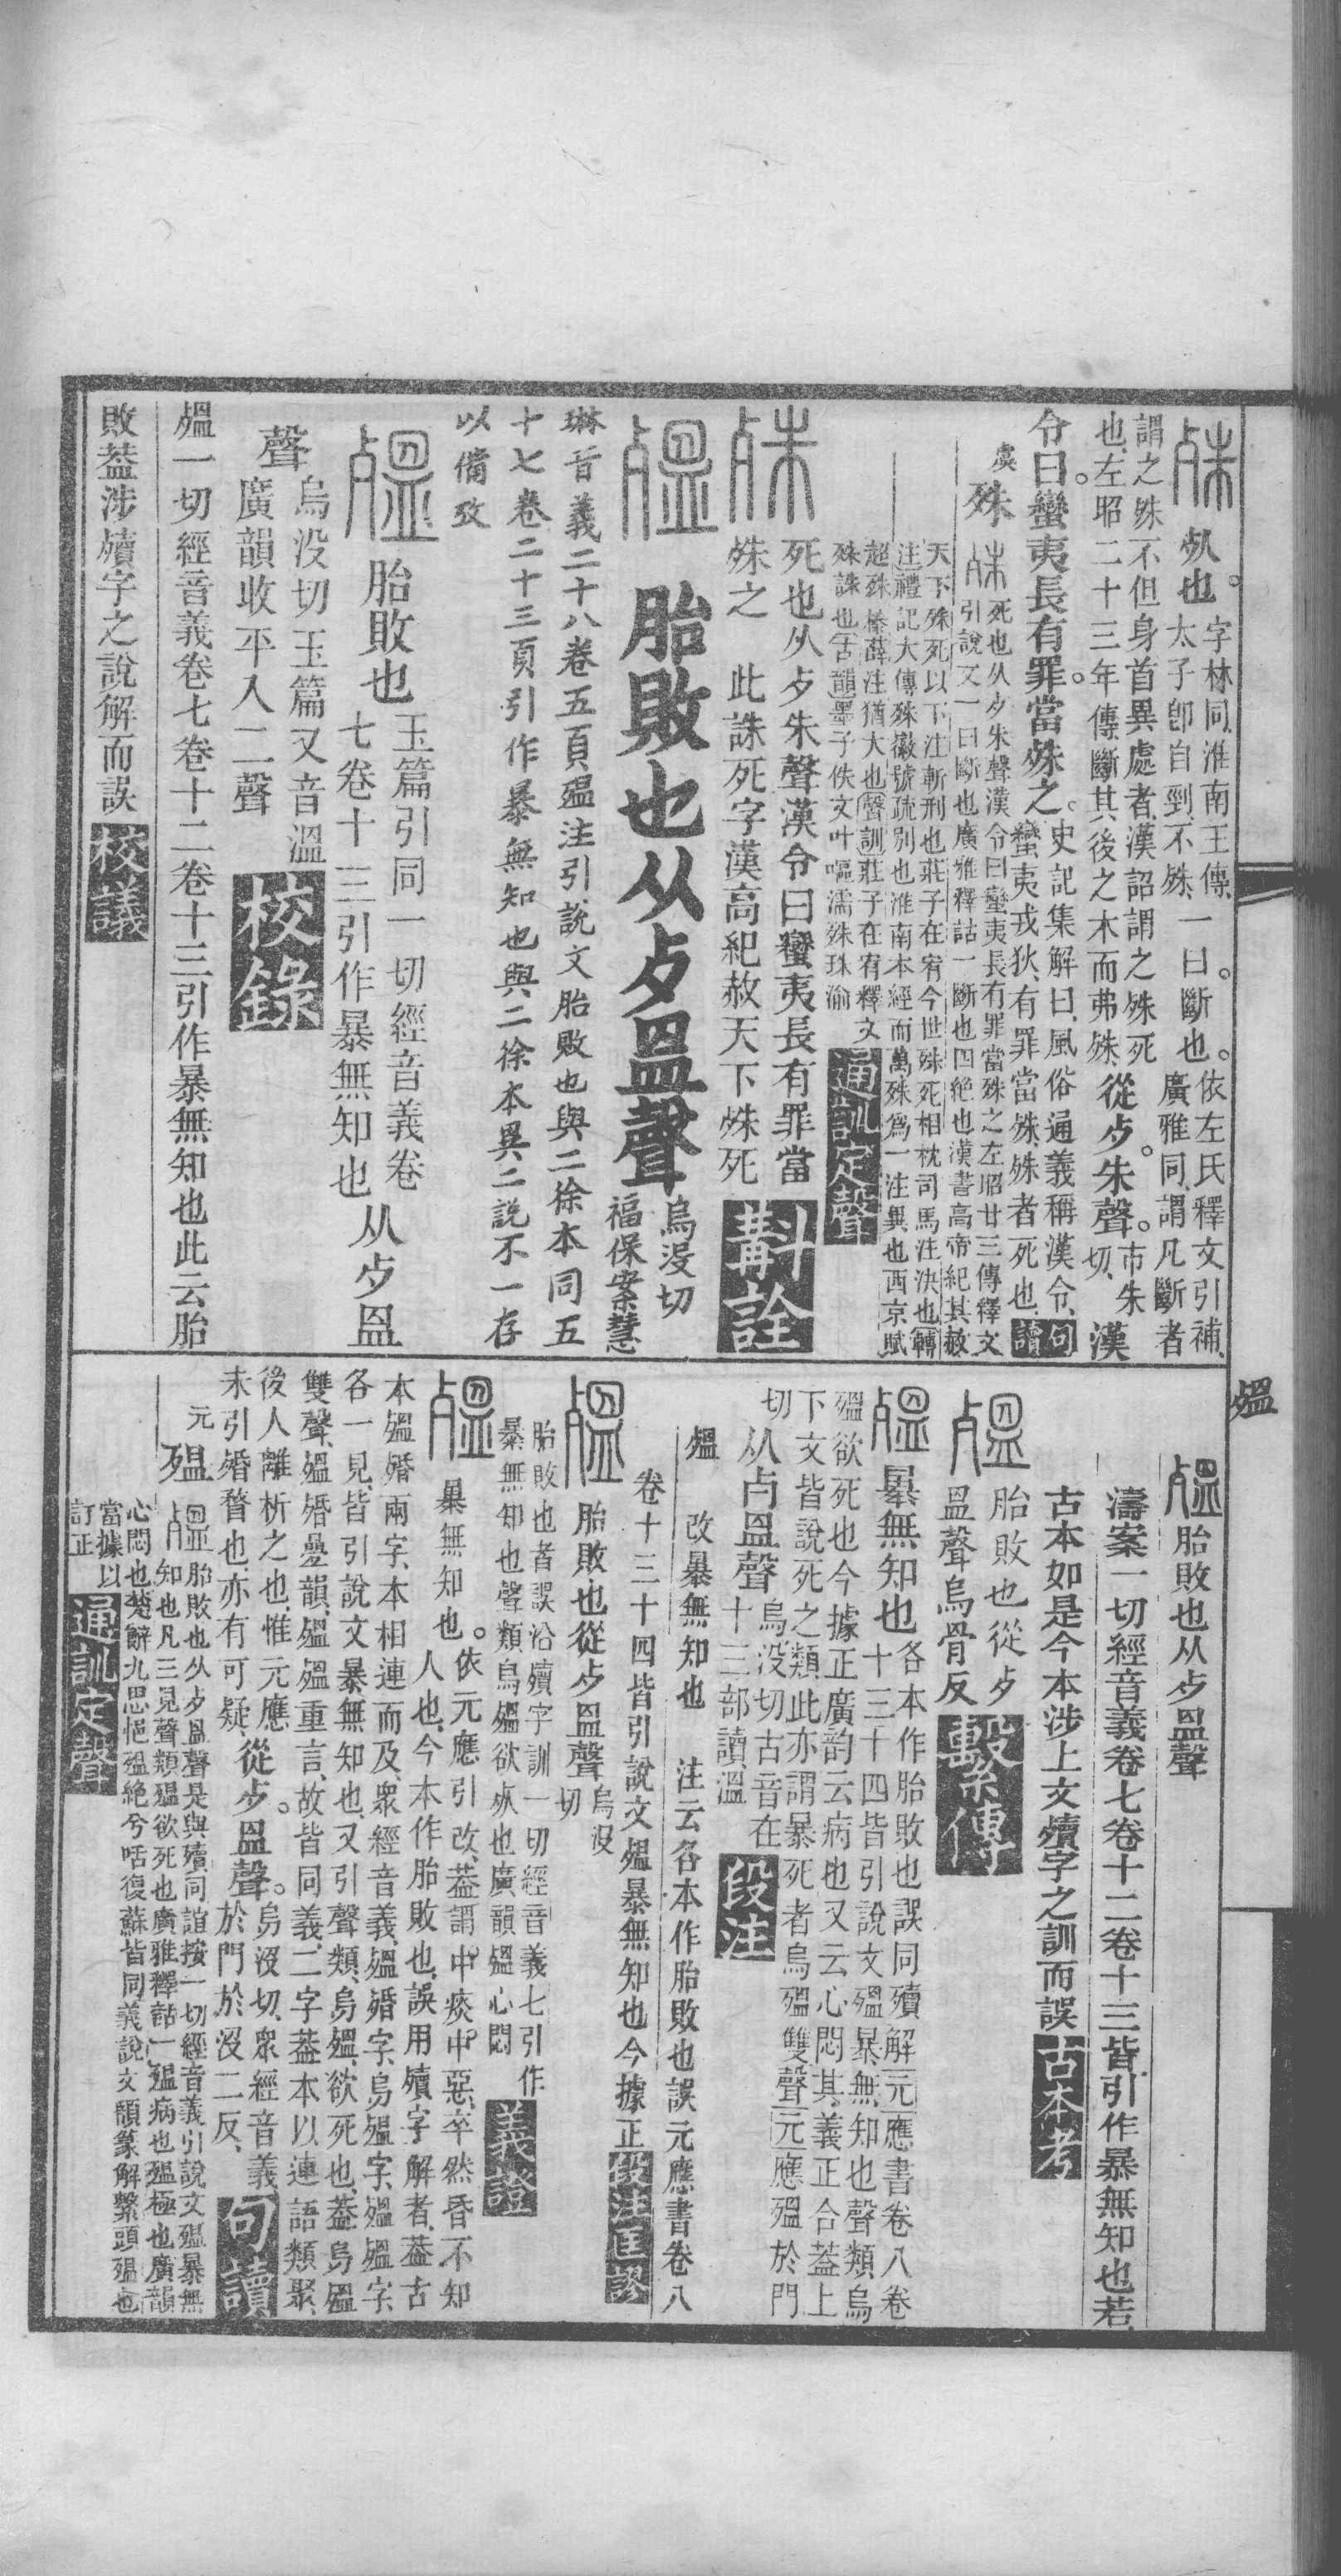 殊 㱙也。字林同。淮南王傳、太子卽自剄、不殊、一曰。斷也。依左氏釋文引補、廣雅同、謂凡斷者
謂之殊、不但身首異處者、漢詔謂之殊死也、左昭二十三年傳、斷其後之木而弗殊、從歺。朱聲。市朱切、漢
令曰。蠻夷長有罪。當殊之。史記集解曰、風俗通義稱漢令、蠻夷戎狄、有罪當殊、殊者死也、句讀
虞 殊 殊 死也从歺朱聲漢令曰蠻夷長有罪當殊之左昭廿三傳釋文引說文一曰斷也廣雅釋詁一斷也四絶也漢書高帝紀其赦
天下殊死以下注斬刑也莊子在宥今世殊死相枕司馬注決也轉注禮記大傳殊徽號疏別也淮南本經而萬殊爲一注異也西京賦
超殊榛薛注猶大也聲訓莊子在宥釋文殊誅也古韻墨子佚文叶嘔濡殊珠渝 通訓定聲
殊 死也从歺朱聲漢令曰蠻夷長有罪當
殊之 此誅死字漢高紀赦天下殊死 斠詮
殟 胎敗也从歺𥁕聲 烏沒切 福保案慧
琳音義二十八卷五頁殟注引說文胎敗也與二徐本同五
十七卷二十三頁引作暴無知也與二徐本異二說不一存
以備攷
殟 胎敗也 玉篇引同一切經音義卷七卷十三引作暴無知也 从歺𥁕
聲 烏沒切玉篇又音溫廣韻收平入二聲 校錄
殟一切經音義卷七卷十二卷十三引作暴無知也此云胎
敗葢涉殰字之說解而誤 校議
殟
殟 胎敗也从歺𥁕聲
濤案一切經音義卷七卷十二卷十三皆引作暴無知也若
古本如是今本涉上文殰字之訓而誤 古本考
殟 胎敗也從歺𥁕聲烏骨反 繫傳
殟 㬥無知也 各本作胎敗也誤同殰解元應書卷八卷十三十四皆引說文殟暴無知也聲類烏
殟欲死也今據正廣韵云病也又云心悶其義正合葢上下文皆說死之類此亦謂暴死者烏殟雙聲元應殟於門
切 从歺𥁕聲 烏沒切古音在十三部讀溫 段注
殟 改暴無知也 注云各本作胎敗也誤元應書卷八
卷十三十四皆引說文殟暴無知也今據正 段注匡謬
殟 胎敗也從歺𥁕聲 烏沒切
胎敗也者誤沿殰字訓一切經音義七引作暴無知也聲類烏殟欲死也廣韻殟心悶 義證
殟 㬥無知也。依元應引改、葢謂中痰中惡、卒然昏不知人也、今本作胎敗也、誤用殰字解者、葢古
本殟㱪兩字、本相連而及、衆經音義、殟㱪字、烏殟字、殟殟字、各一見、皆引說文暴無知也、又引聲類、烏殟、欲死也、葢烏殟
雙聲、殟㱪疊韻、殟殟重言、故皆同義、二字葢本以連語類聚、後人離析之也、惟元應 從歺。𥁕聲。烏沒切、衆經音義、
未引㱪瞀也、亦有可疑、於門於沒二反、 句讀
元 殟 殟 胎敗也从歺𥁕聲是與殰同誼按一切經音義引說文殟暴無知也凡三見聲類殟欲死也廣雅釋詁一殟病也殟極也廣韻
心悶也楚辭九思悒殟絶兮咶復蘇皆同義說文頮篆解繫頭殟也當據以訂正 通訓定聲